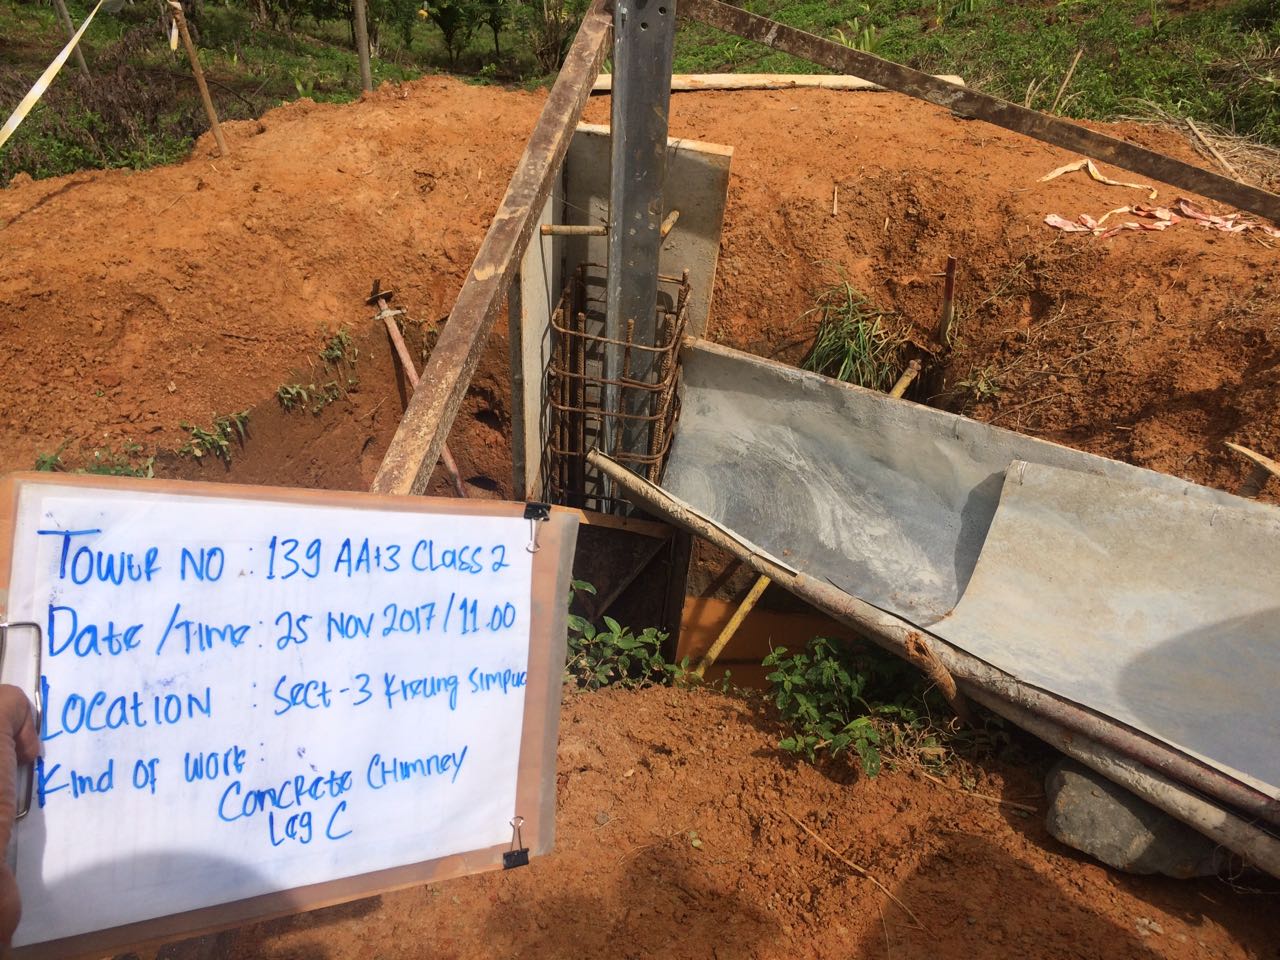 Tower NO : 139 AA+3 Class 2
Date/Time : 25 Nov 2017/11.00
Location : Sect-3 Kreung Simpu
Kind Of Work :
Concrete Chimney
Leg C